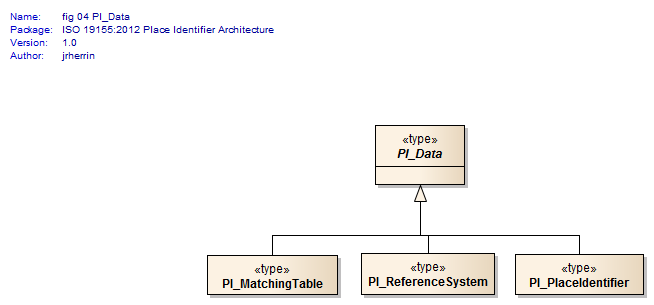 Name: fig 04 PI_Data
Package: ISO 19155:2012 Place Identifier Architecture
Version: 1.0
Author: jrherrin
«type»
PI_Data
«type»
PI_MatchingTable
«type»
PI_ReferenceSystem
«type»
PI_PlaceIdentifier